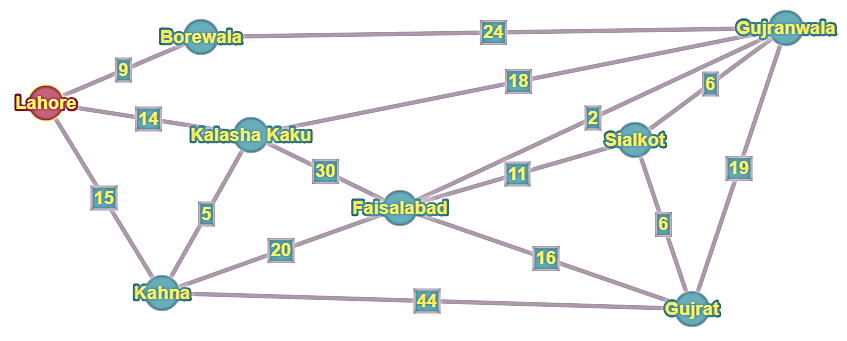 Gujranwala
24
Borewala
9
18
6
Lahore
14
2
Kalasha Kaku
Sialkot
30
11
19
15
5
Faisalabad
6
20
16
Kahna
44
Gujrat